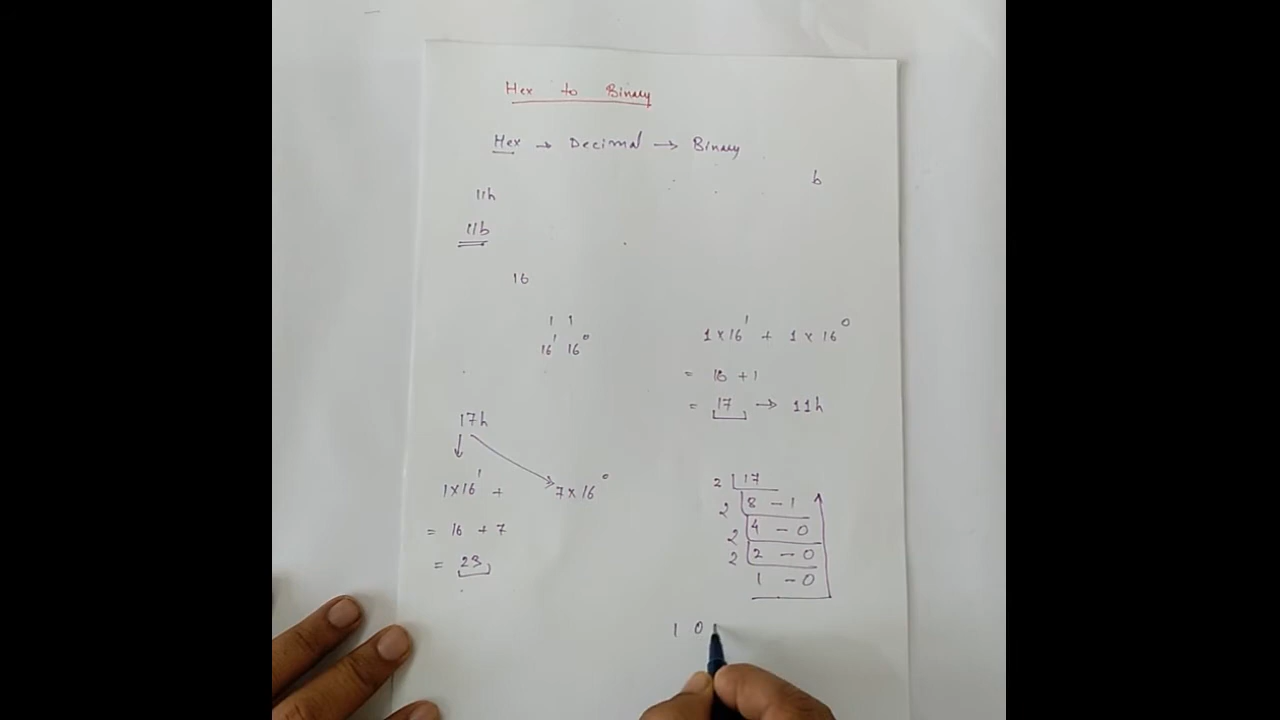 Hex to Binary
Hex → Decimal → Binary
b
11h
11b
16
1 1
16¹ 16⁰
1 x 16¹ + 1 x 16⁰
= 16 + 1
= 17 → 11h
17h
1x16¹ + 7x16⁰
= 16 + 7
= 23
2 17
2 8 - 1
2 4 - 0
2 2 - 0
1 - 0
1 0